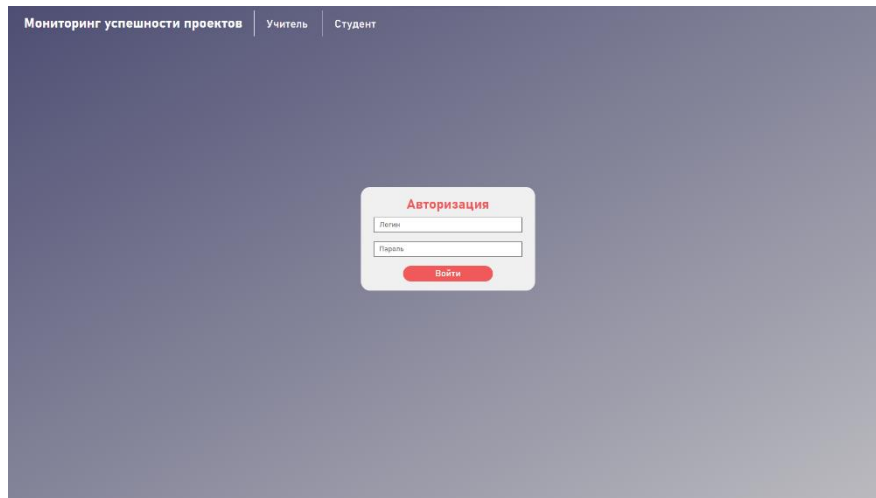 Мониторинг успешности проектов Учитель Студент
Авторизация
Логин
Пароль
Войти